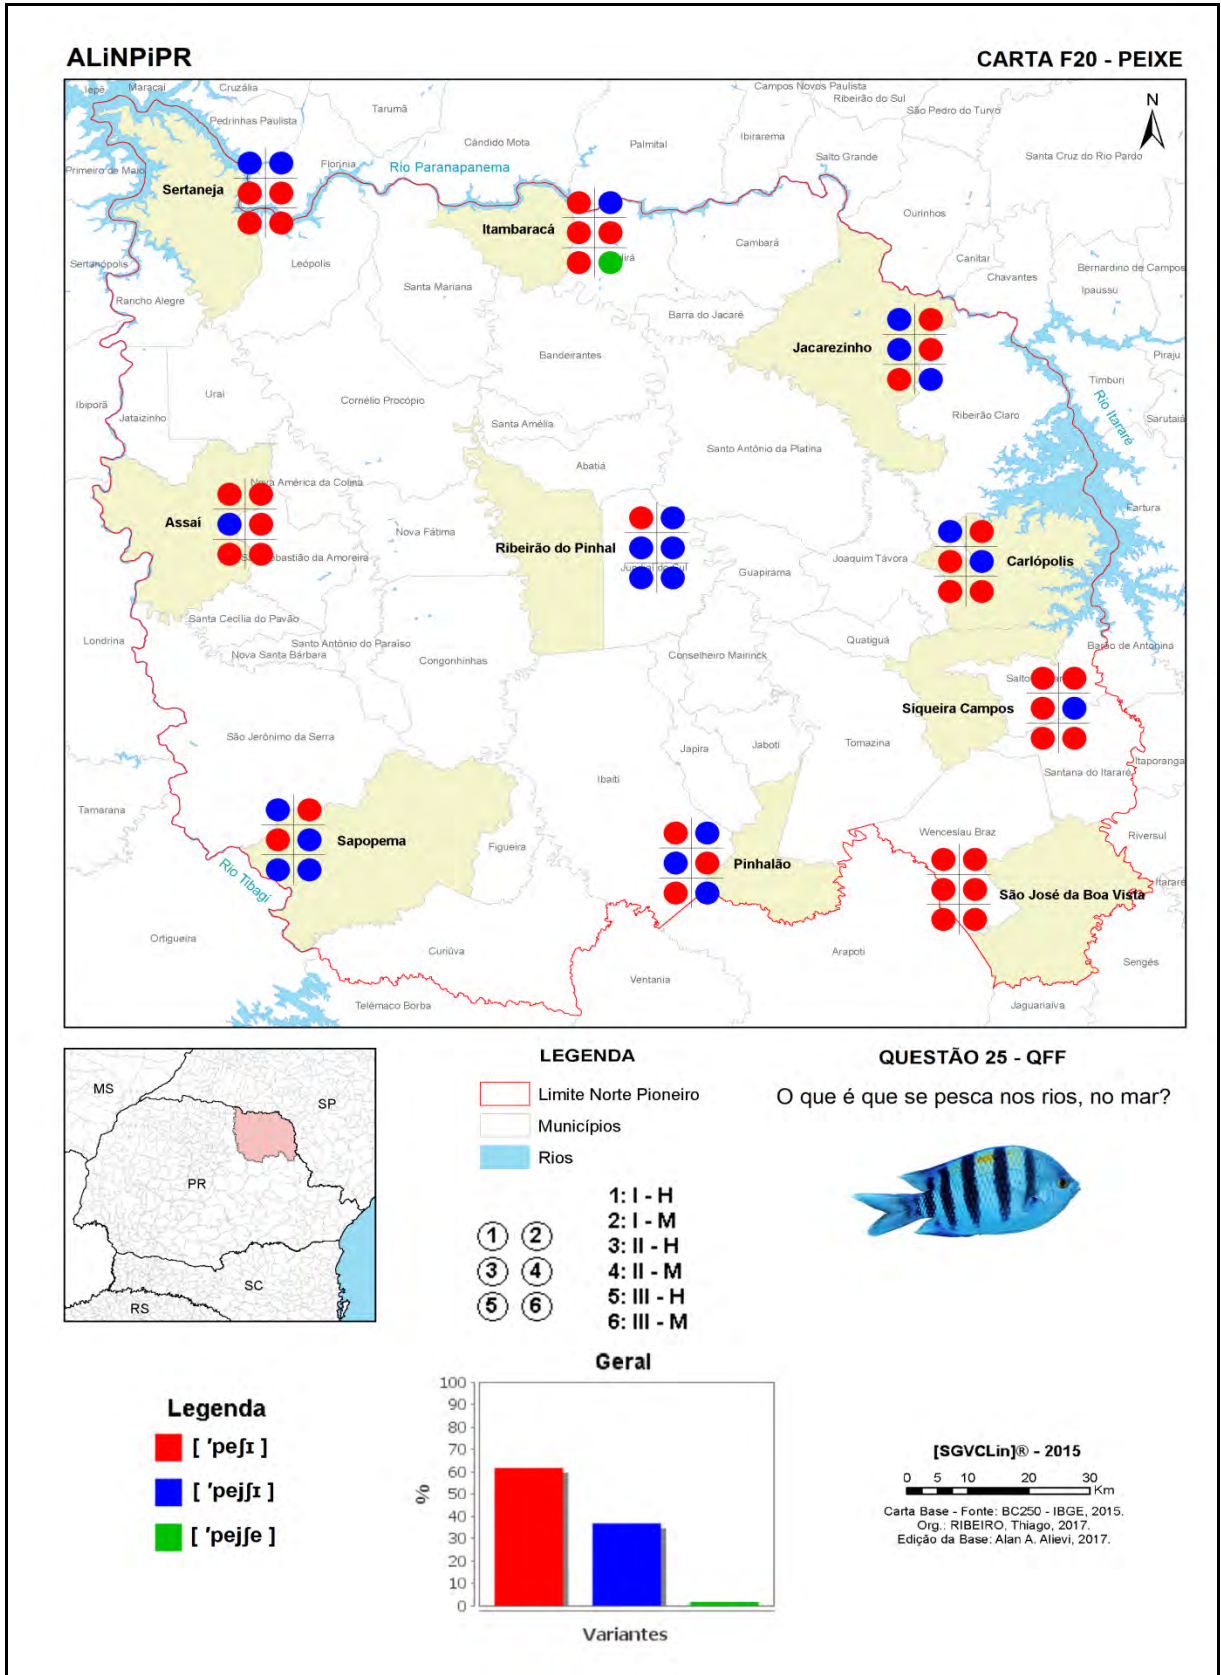 ALiNPiPR
CARTA F20 - PEIXE
Iepê
Maracaí
Cruzália
Pedrinhas Paulista
Tarumã
Florínia
Cândido Mota
Palmital
Ibirarema
Campos Novos Paulista
Ribeirão do Sul
São Pedro do Turvo
Salto Grande
Santa Cruz do Rio Pardo
N
Primeiro de Maio
Sertaneja
Rio Paranapanema
Itambaracá
Ourinhos
Cambará
Canitar
Chavantes
Bernardino de Campos
Ipaussu
Sertanópolis
Leópolis
Rancho Alegre
Santa Mariana
Barra do Jacaré
Jacarezinho
Bandeirantes
Piraju
Timburi
Rio Itararé
Sarutaiá
Ibiporã
Jataizinho
Uraí
Cornélio Procópio
Santa Amélia
Ribeirão Claro
Abatiá
Santo Antônio da Platina
Nova América da Colina
Assaí
Nova Fátima
Ribeirão do Pinhal
Fartura
Guapirama
Joaquim Távora
Carlópolis
Santa Cecília do Pavão
Londrina
Nova Santa Bárbara
Santo Antônio do Paraíso
Congonhinhas
Conselheiro Mairinck
Quatiguá
Barão de Antonina
Siqueira Campos
São Jerônimo da Serra
Japira
Jaboti
Tomazina
Ibaiti
Itaporanga
Santana do Itararé
Tamarana
Sapopema
Figueira
Pinhalão
Wenceslau Braz
Riversul
São José da Boa Vista
Itararé
Rio Tibagi
Ortigueira
Curiúva
Ventania
Arapoti
Sengés
Telêmaco Borba
Jaguariaíva
MS
SP
PR
SC
RS
LEGENDA
Limite Norte Pioneiro
Municípios
Rios
QUESTÃO 25 - QFF
O que é que se pesca nos rios, no mar?
1 2
3 4
5 6
1: I - H
2: I - M
3: II - H
4: II - M
5: III - H
6: III - M
Legenda
[ 'peʃɪ ]
[ 'pejʃɪ ]
[ 'pejʃe ]
Geral
%
100
90
80
70
60
50
40
30
20
10
0
Variantes
[SGVCLin]® - 2015
0 5 10 20 30
Km
Carta Base - Fonte: BC250 - IBGE, 2015.
Org.: RIBEIRO, Thiago, 2017.
Edição da Base: Alan A. Alievi, 2017.